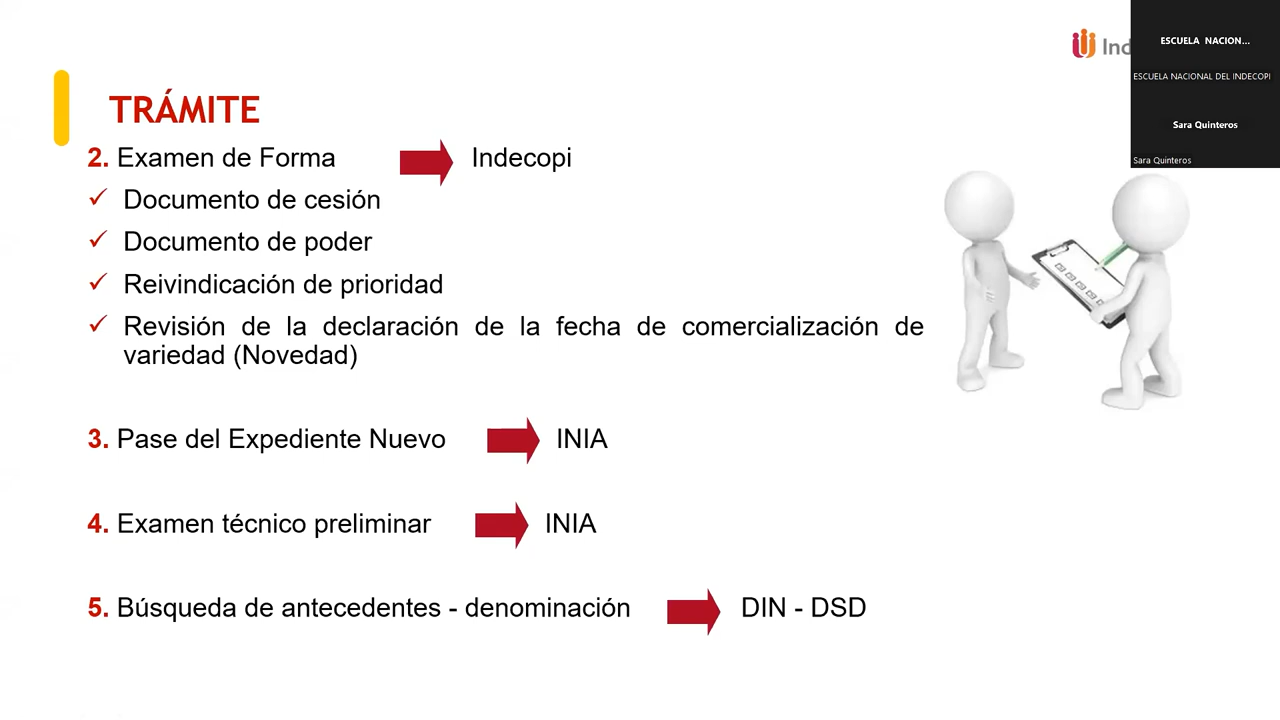 Ind
ESCUELA NACION...
ESCUELA NACIONAL DEL INDECOPI
Sara Quinteros
Sara Quinteros
TRÁMITE
2. Examen de Forma Indecopi
✓ Documento de cesión
✓ Documento de poder
✓ Reivindicación de prioridad
✓ Revisión de la declaración de la fecha de comercialización de
variedad (Novedad)
3. Pase del Expediente Nuevo INIA
4. Examen técnico preliminar INIA
5. Búsqueda de antecedentes - denominación DIN - DSD